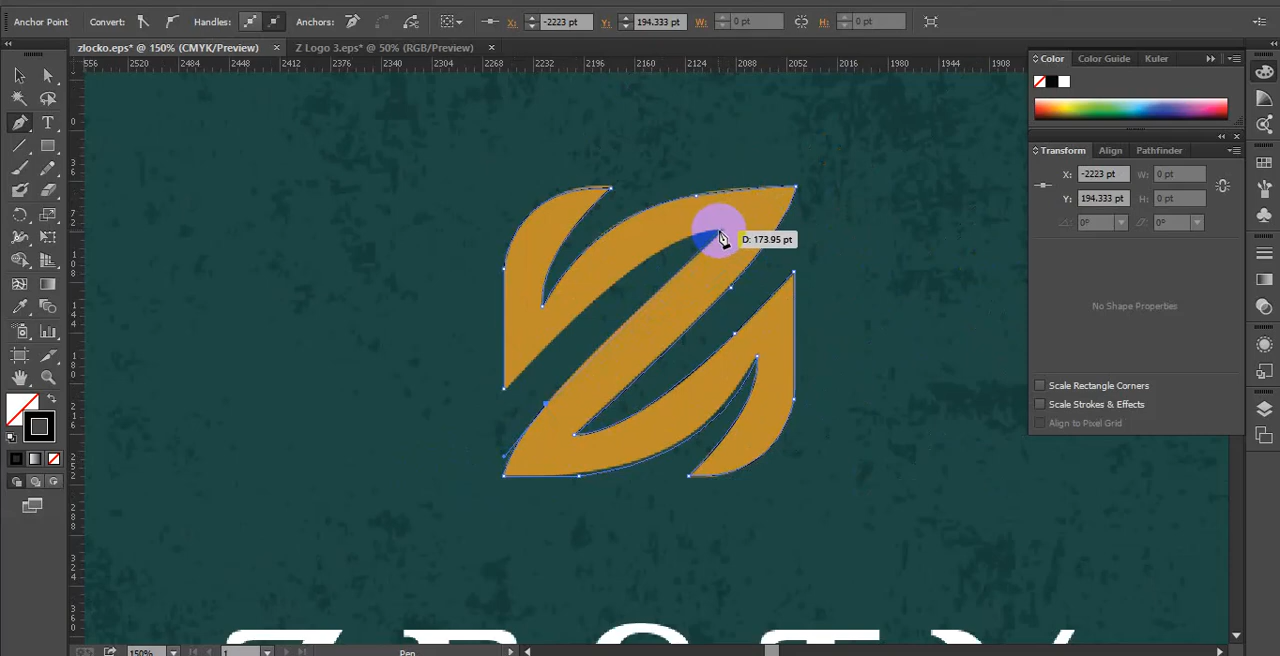 Anchor Point Convert: Handles: Anchors: X: -2223 pt Y: 194.333 pt W: 0 pt H: 0 pt
zlocko.eps* @ 150% (CMYK/Preview) × Z Logo 3.eps* @ 50% (RGB/Preview) ×
556 2520 2484 2448 2412 2376 2340 2304 2268 2232 2196 2160 2124 2088 2052 2016 1980 1944 1908
Color Color Guide Kuler
Transform Align Pathfinder
X: -2223 pt W: 0 pt
Y: 194.333 pt H: 0 pt
0° 0°
D: 173.95 pt
No Shape Properties
Scale Rectangle Corners
Scale Strokes & Effects
Align to Pixel Grid
150% 1 Pen